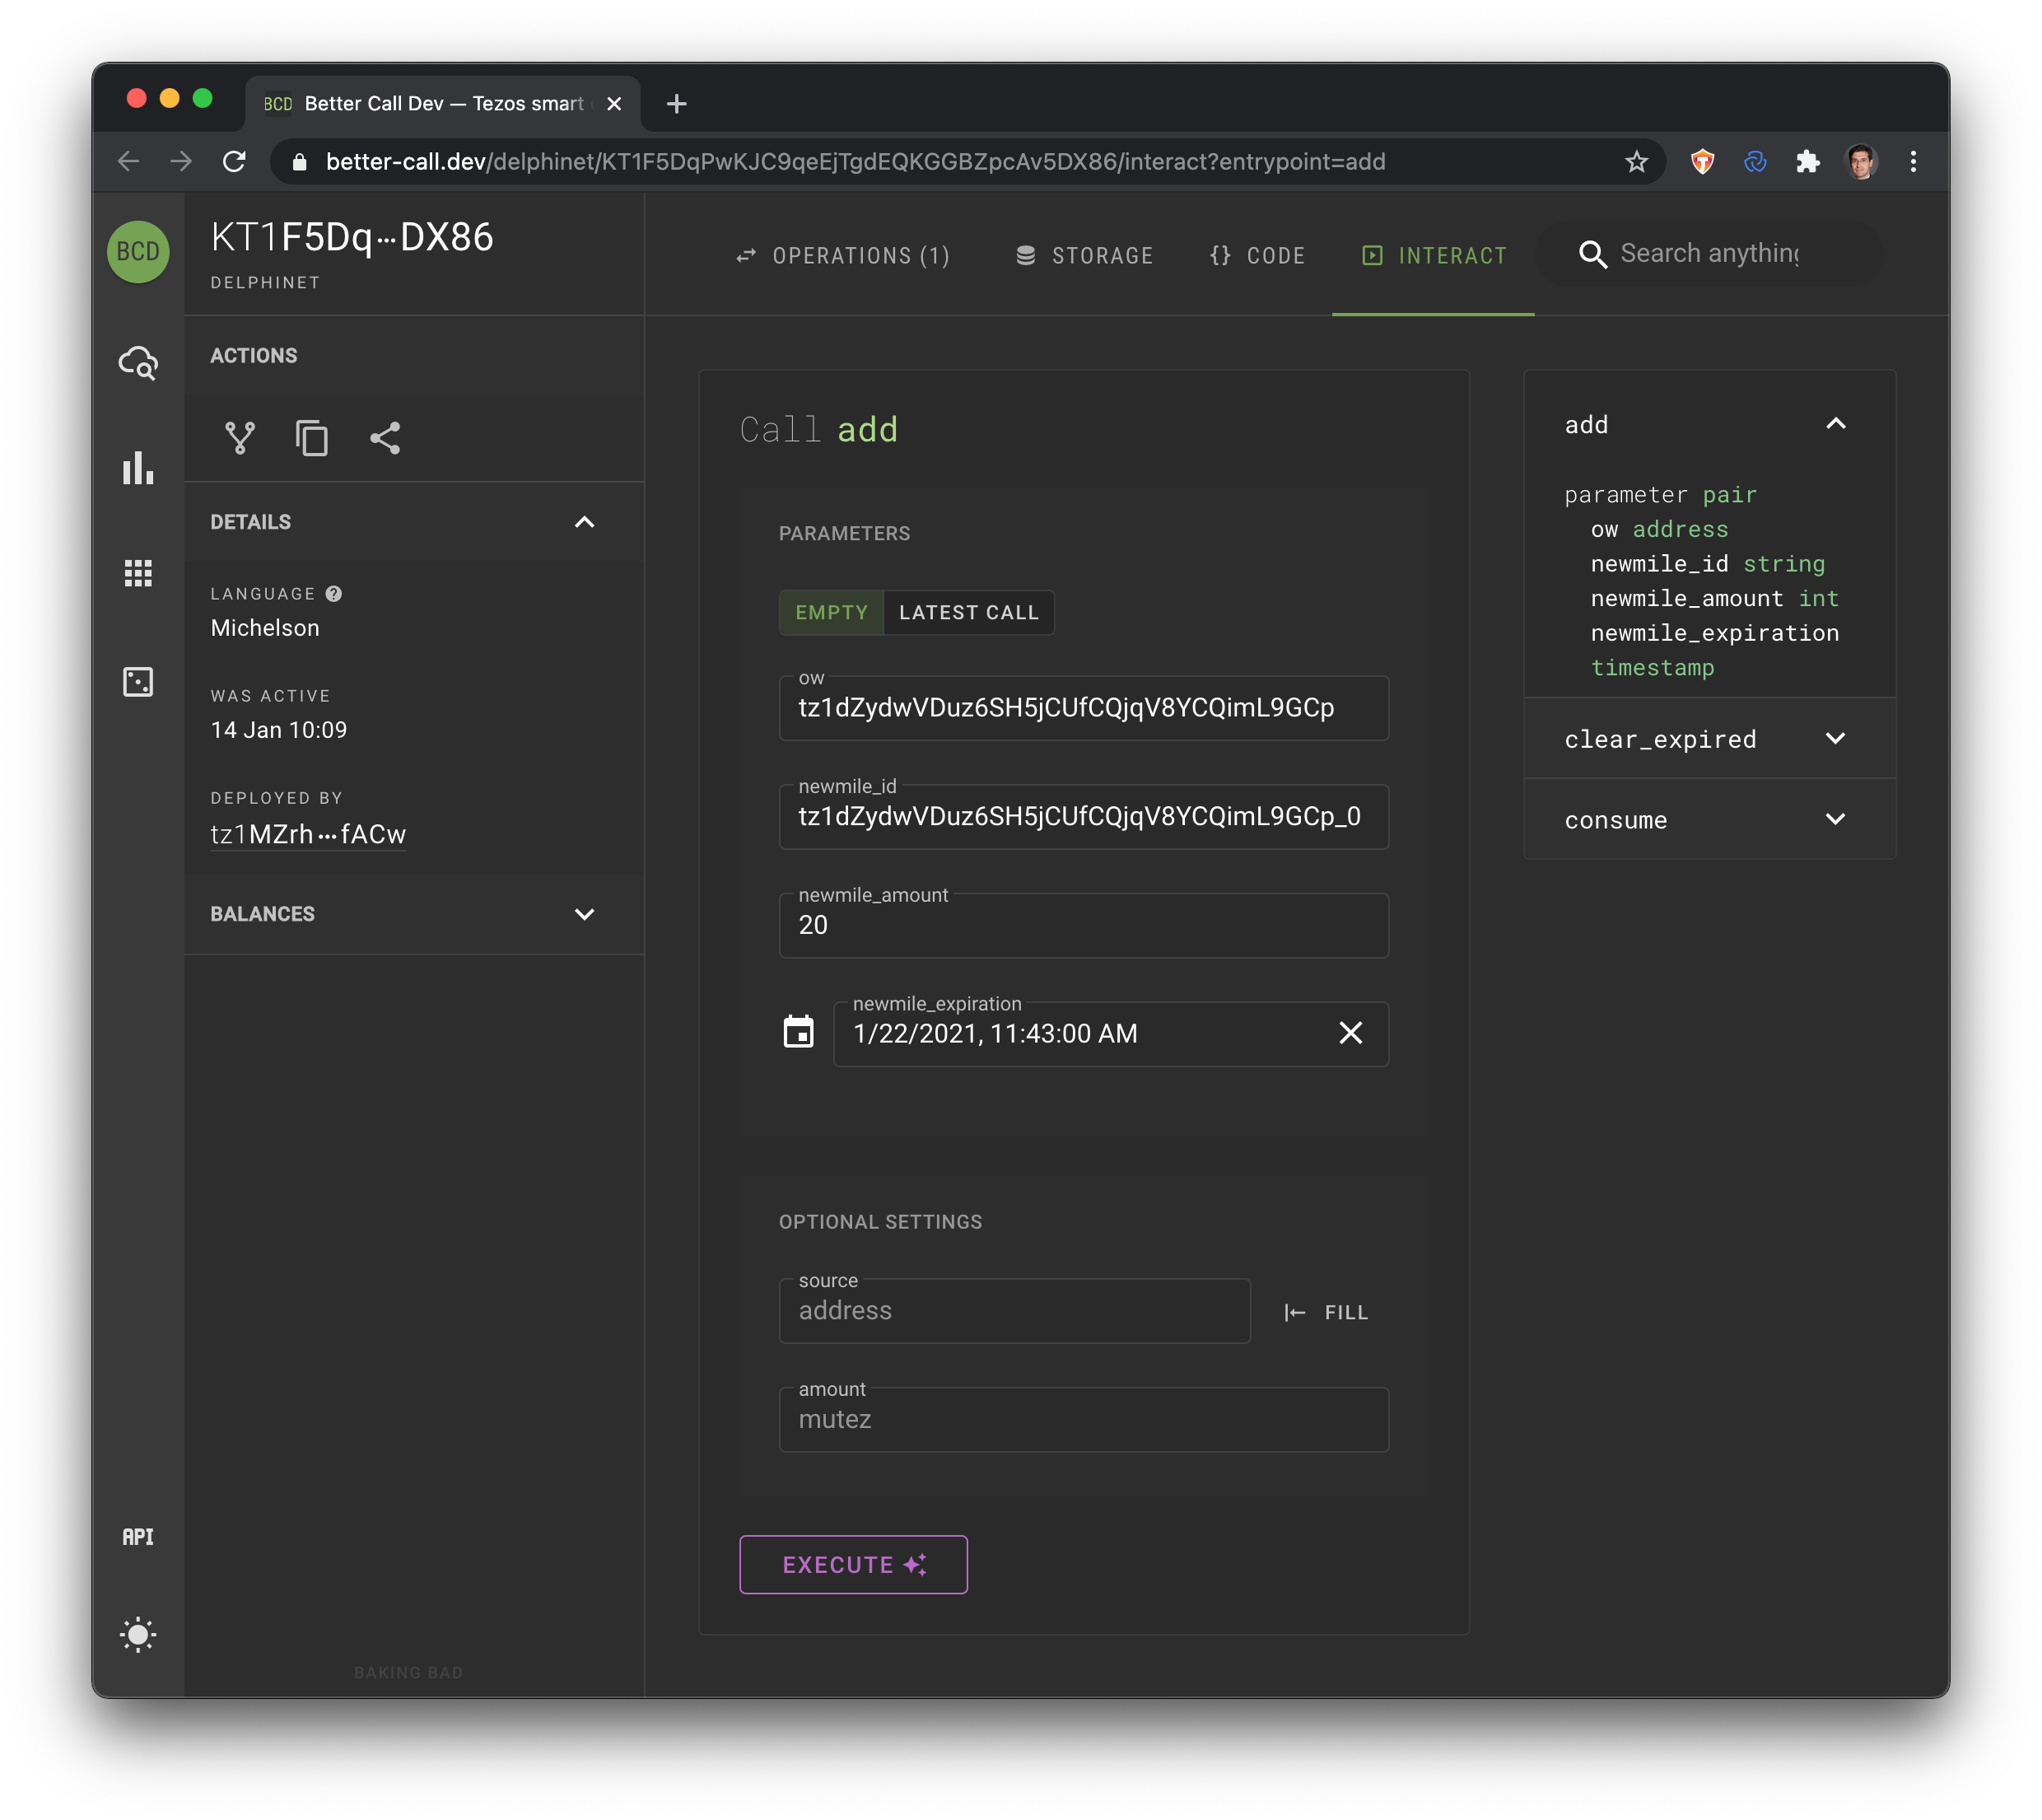 BCD Better Call Dev — Tezos smart
better-call.dev/delphinet/KT1F5DqPwKJC9qeEjTgdEQKGGBZpcAv5DX86/interact?entrypoint=add
BCD
KT1F5Dq···DX86
DELPHINET
OPERATIONS (1)
STORAGE
{} CODE
INTERACT
Search anything
ACTIONS
DETAILS
LANGUAGE ?
Michelson
WAS ACTIVE
14 Jan 10:09
DEPLOYED BY
tz1MZrh···fACw
BALANCES
API
BAKING BAD
Call add
PARAMETERS
EMPTY LATEST CALL
ow
tz1dZydwVDuz6SH5jCUfCQjqV8YCQimL9GCp
newmile_id
tz1dZydwVDuz6SH5jCUfCQjqV8YCQimL9GCp_0
newmile_amount
20
newmile_expiration
1/22/2021, 11:43:00 AM
OPTIONAL SETTINGS
source
address
FILL
amount
mutez
EXECUTE
add
parameter pair
ow address
newmile_id string
newmile_amount int
newmile_expiration
timestamp
clear_expired
consume